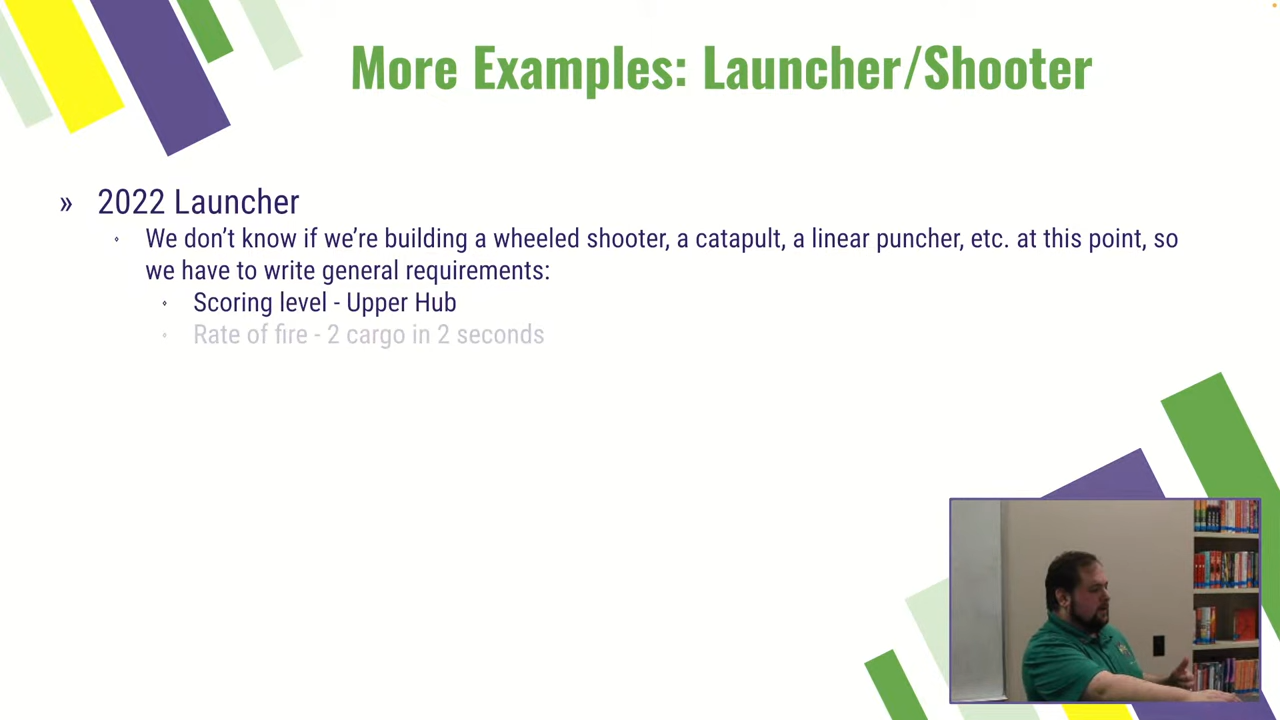 More Examples: Launcher/Shooter
» 2022 Launcher
We don’t know if we’re building a wheeled shooter, a catapult, a linear puncher, etc. at this point, so
we have to write general requirements:
Scoring level - Upper Hub
Rate of fire - 2 cargo in 2 seconds